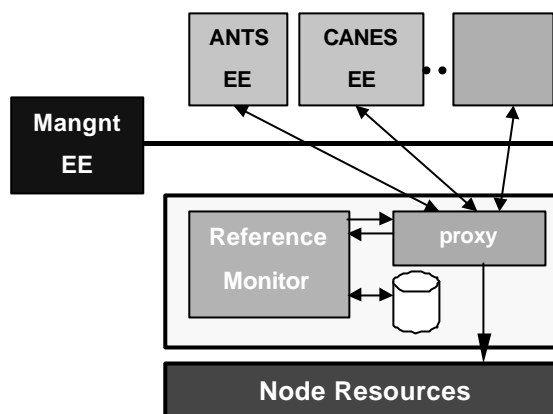 ANTS
EE
CANES
EE
Mangnt
EE
Reference
Monitor
proxy
Node Resources